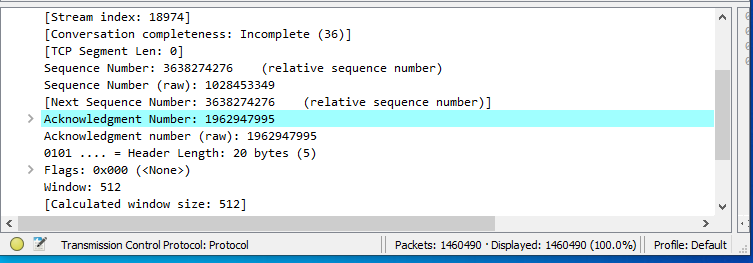 [Stream index: 18974]
[Conversation completeness: Incomplete (36)]
[TCP Segment Len: 0]
Sequence Number: 3638274276    (relative sequence number)
Sequence Number (raw): 1028453349
[Next Sequence Number: 3638274276    (relative sequence number)]
Acknowledgment Number: 1962947995
Acknowledgment number (raw): 1962947995
0101 .... = Header Length: 20 bytes (5)
Flags: 0x000 (<None>)
Window: 512
[Calculated window size: 512]
Transmission Control Protocol: Protocol Packets: 1460490 · Displayed: 1460490 (100.0%) Profile: Default